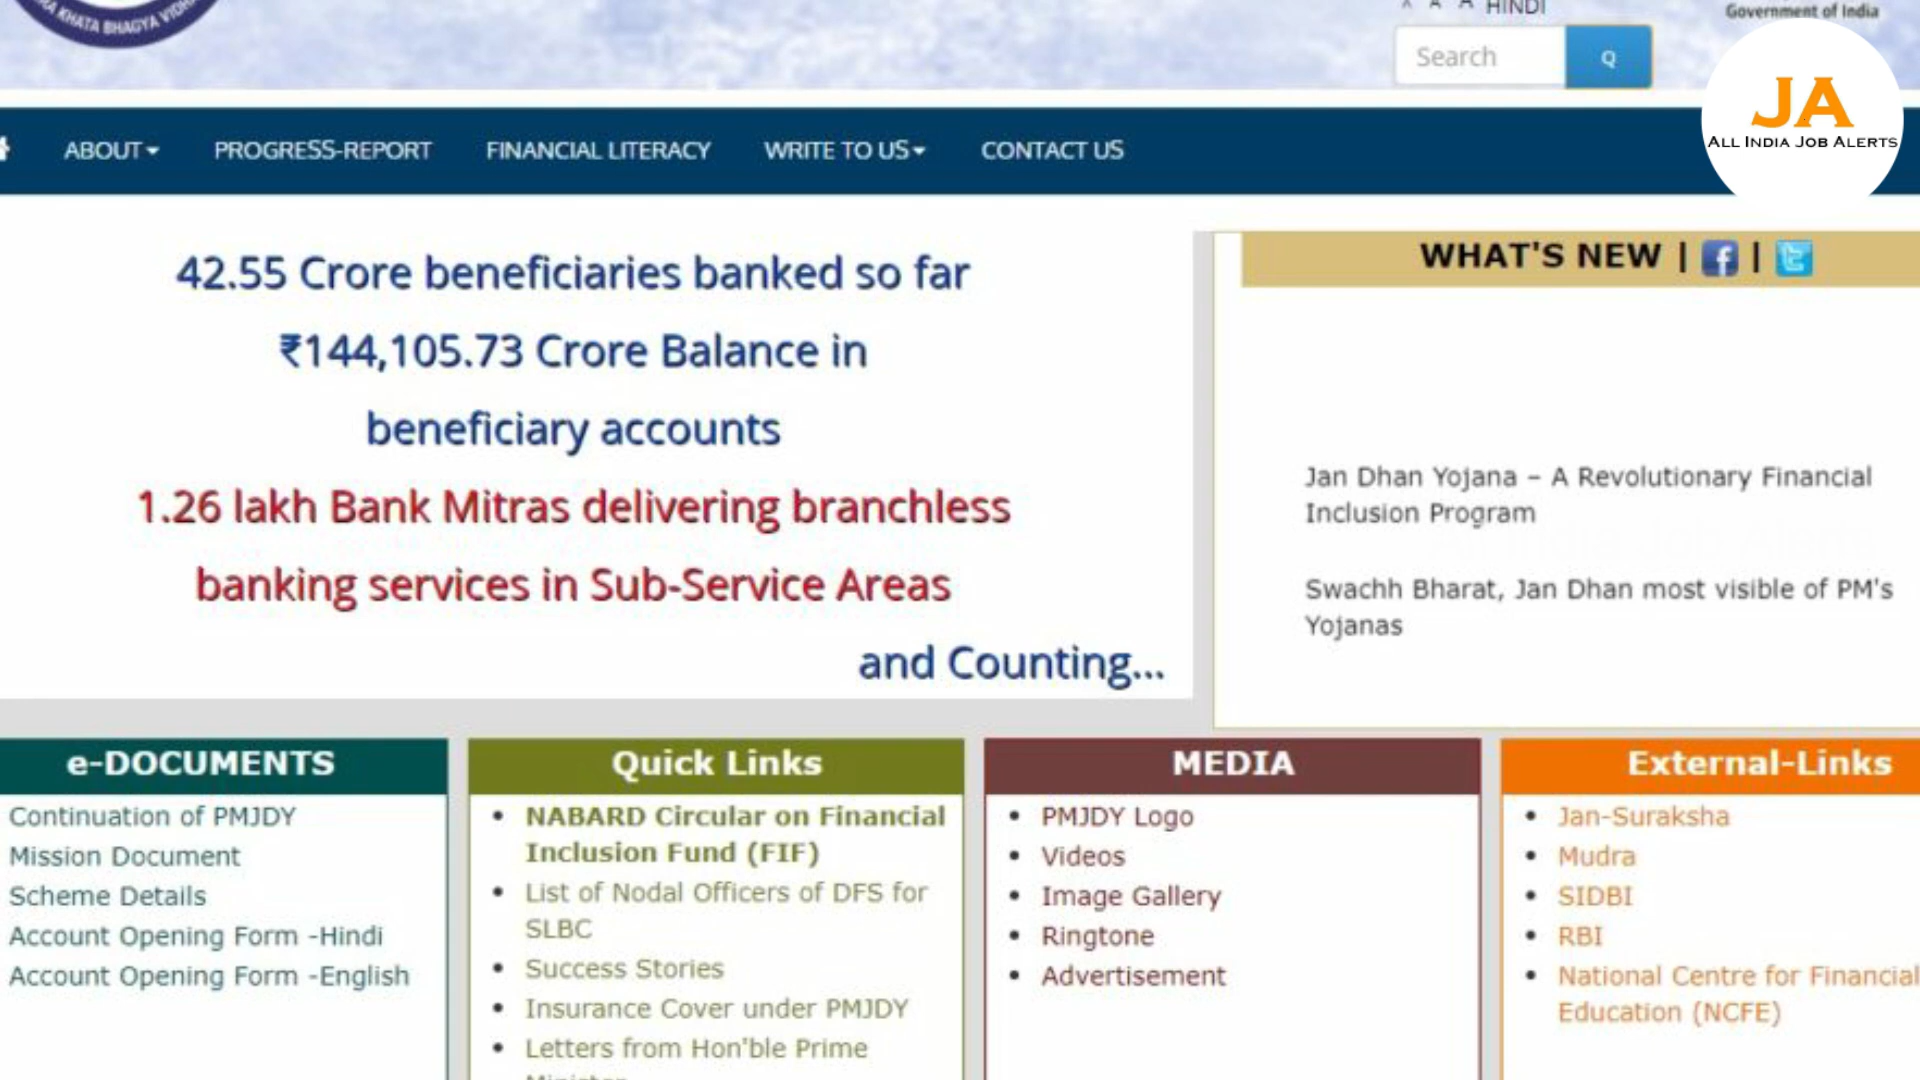 KHATA BHAGYA
A A A HINDI
Government of India
Search
JA
ALL INDIA JOB ALERTS
ABOUT PROGRESS-REPORT FINANCIAL LITERACY WRITE TO US CONTACT US
42.55 Crore beneficiaries banked so far
₹144,105.73 Crore Balance in
beneficiary accounts
1.26 lakh Bank Mitras delivering branchless
banking services in Sub-Service Areas
and Counting...
WHAT'S NEW | f | t
Jan Dhan Yojana – A Revolutionary Financial
Inclusion Program
Swachh Bharat, Jan Dhan most visible of PM's
Yojanas
e-DOCUMENTS
Continuation of PMJDY
Mission Document
Scheme Details
Account Opening Form -Hindi
Account Opening Form -English
Quick Links
• NABARD Circular on Financial
Inclusion Fund (FIF)
• List of Nodal Officers of DFS for
SLBC
• Success Stories
• Insurance Cover under PMJDY
• Letters from Hon'ble Prime
MEDIA
• PMJDY Logo
• Videos
• Image Gallery
• Ringtone
• Advertisement
External-Links
• Jan-Suraksha
• Mudra
• SIDBI
• RBI
• National Centre for Financial
Education (NCFE)